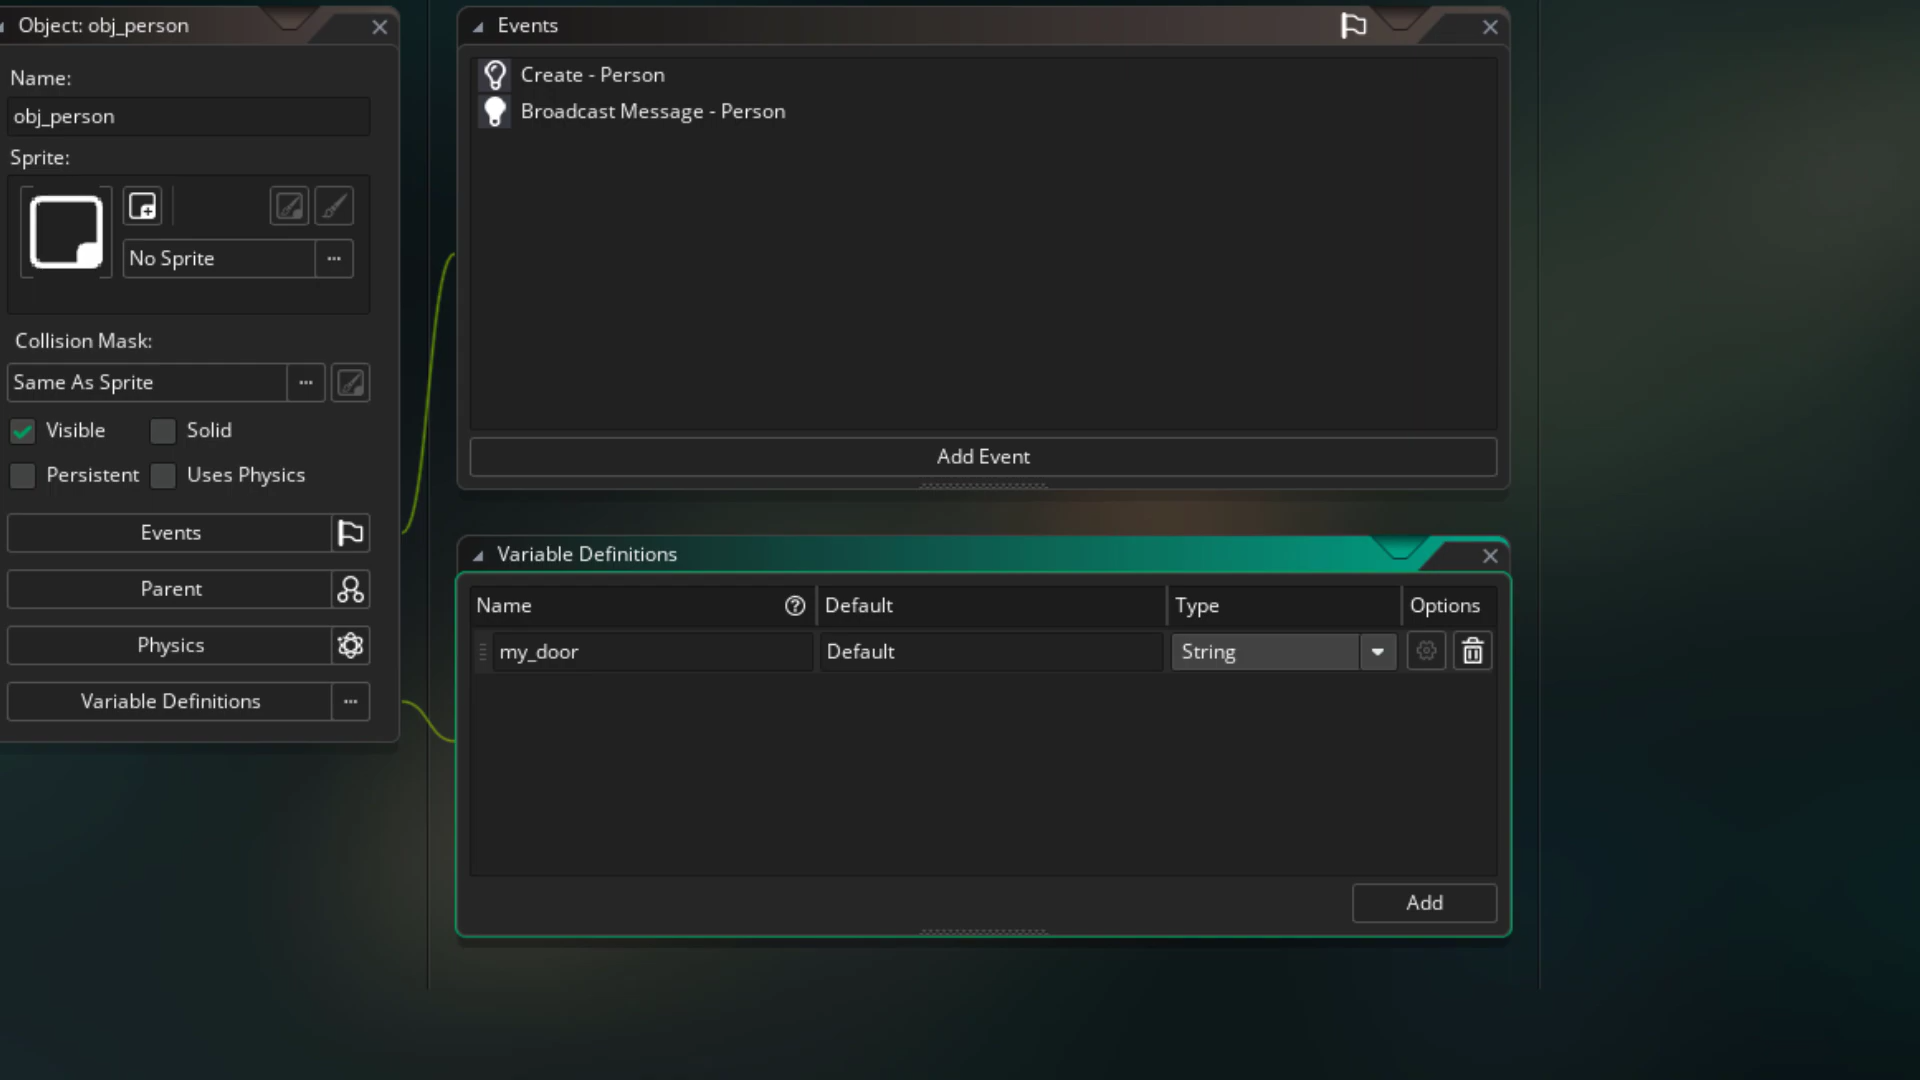 Object: obj_person
Name:
obj_person
Sprite:
No Sprite
Collision Mask:
Same As Sprite
Visible
Solid
Persistent
Uses Physics
Events
Parent
Physics
Variable Definitions
Events
Create - Person
Broadcast Message - Person
Add Event
Variable Definitions
Name Default Type Options
my_door Default String
Add